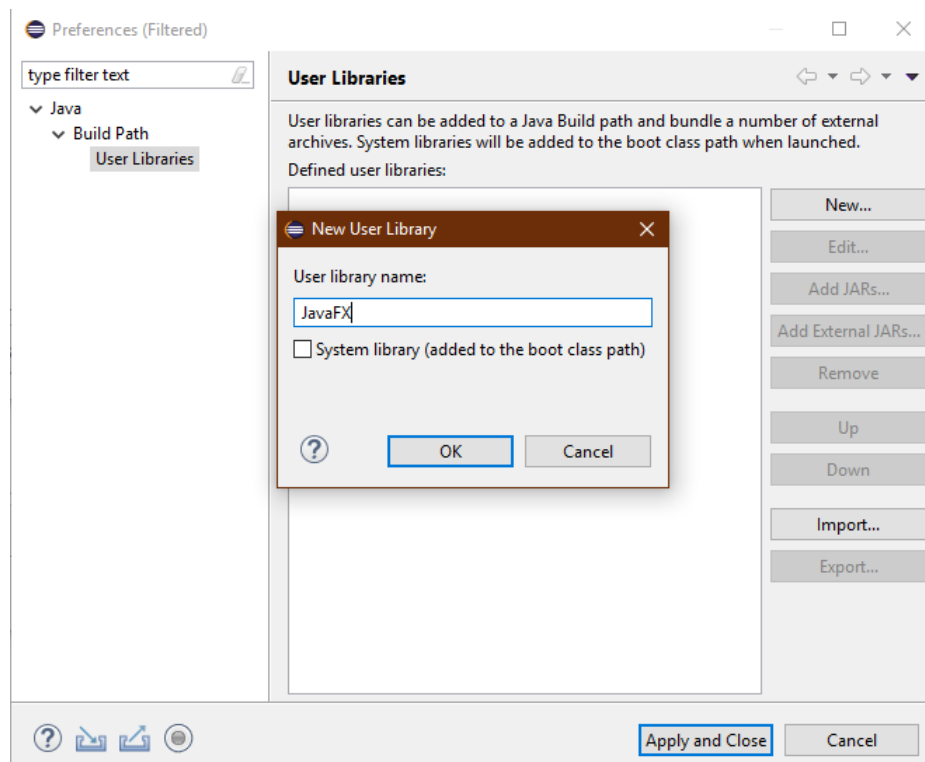 Preferences (Filtered)
type filter text
Java
Build Path
User Libraries
User Libraries
User libraries can be added to a Java Build path and bundle a number of external
archives. System libraries will be added to the boot class path when launched.
Defined user libraries:
New...
Edit...
Add JARs...
Add External JARs...
Remove
Up
Down
Import...
Export...
New User Library
User library name:
JavaFX
System library (added to the boot class path)
?
OK
Cancel
?
Apply and Close
Cancel